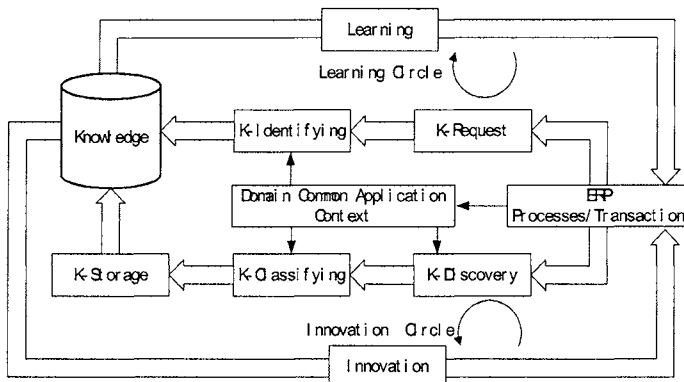 Learning
Learning Circle
Knowledge
K-Identifying
K-Request
Domain Common Application
Context
ERP
Processes/Transaction
K-Storage
K-Classifying
K-Discovery
Innovation Circle
Innovation